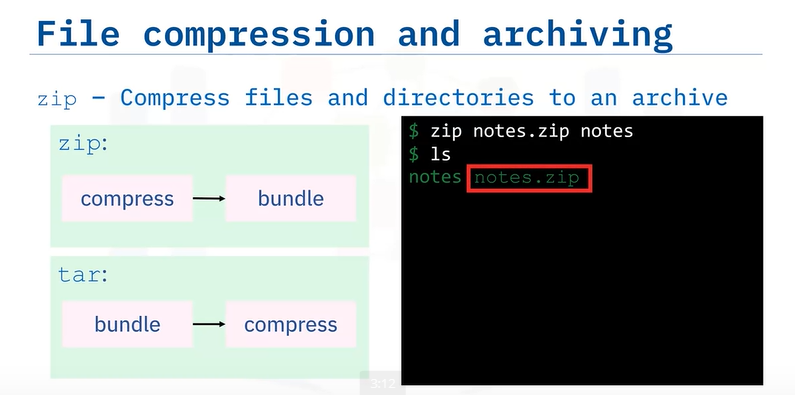 File compression and archiving
zip – Compress files and directories to an archive
zip:
compress
bundle
tar:
bundle
compress
$ zip notes.zip notes
$ ls
notes notes.zip
3:12